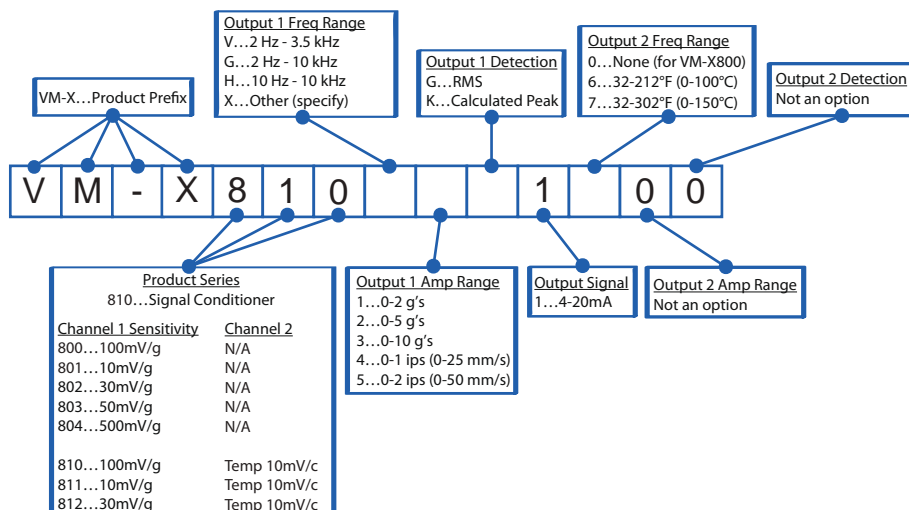 Output 1 Freq Range
V...2 Hz - 3.5 kHz
G...2 Hz - 10 kHz
H...10 Hz - 10 kHz
X...Other (specify)
Output 1 Detection
G...RMS
K...Calculated Peak
Output 2 Freq Range
0...None (for VM-X800)
6...32-212°F (0-100°C)
7...32-302°F (0-150°C)
Output 2 Detection
Not an option
VM-X...Product Prefix
V M - X 8 1 0 1 0 0
Product Series
810...Signal Conditioner
Channel 1 Sensitivity Channel 2
800...100mV/g N/A
801...10mV/g N/A
802...30mV/g N/A
803...50mV/g N/A
804...500mV/g N/A
810...100mV/g Temp 10mV/c
811...10mV/g Temp 10mV/c
812...30mV/g Temp 10mV/c
Output 1 Amp Range
1...0-2 g's
2...0-5 g's
3...0-10 g's
4...0-1 ips (0-25 mm/s)
5...0-2 ips (0-50 mm/s)
Output Signal
1...4-20mA
Output 2 Amp Range
Not an option